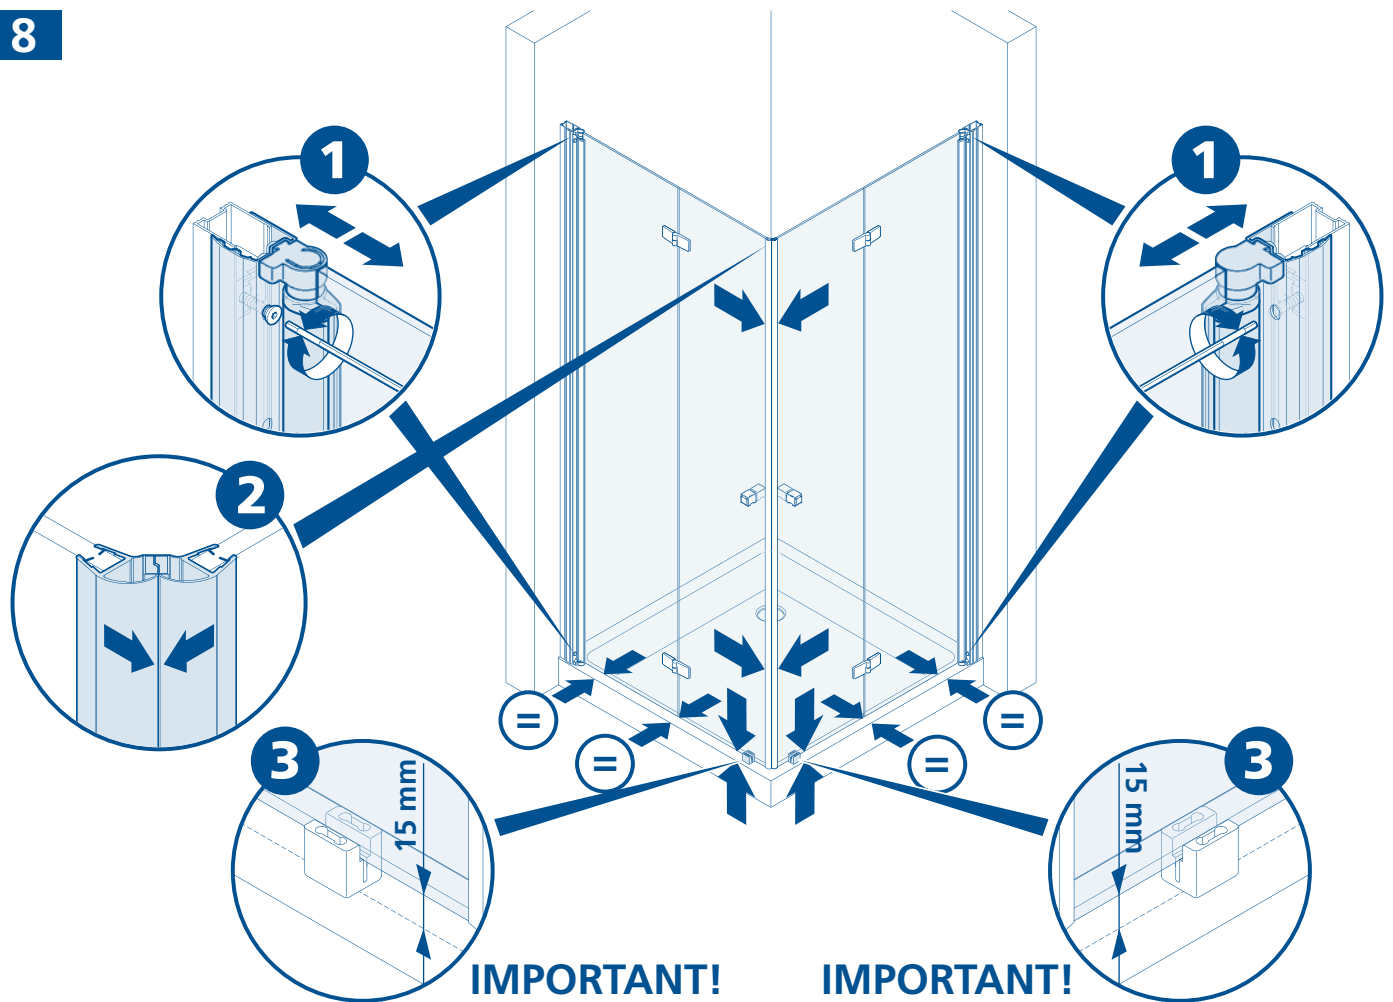 8
1
1
2
=
=
=
=
3
15 mm
3
15 mm
IMPORTANT!
IMPORTANT!